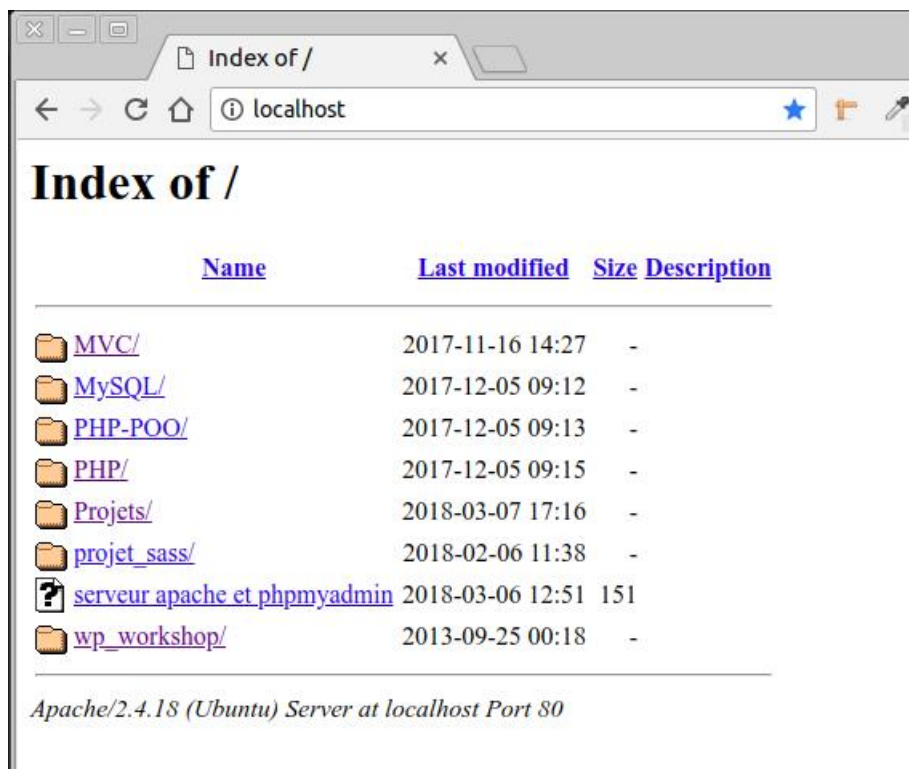 Index of /
localhost
Index of /
Name Last modified Size Description
MVC/ 2017-11-16 14:27 -
MySQL/ 2017-12-05 09:12 -
PHP-POO/ 2017-12-05 09:13 -
PHP/ 2017-12-05 09:15 -
Projets/ 2018-03-07 17:16 -
projet_sass/ 2018-02-06 11:38 -
serveur apache et phpmyadmin 2018-03-06 12:51 151
wp_workshop/ 2013-09-25 00:18 -
Apache/2.4.18 (Ubuntu) Server at localhost Port 80